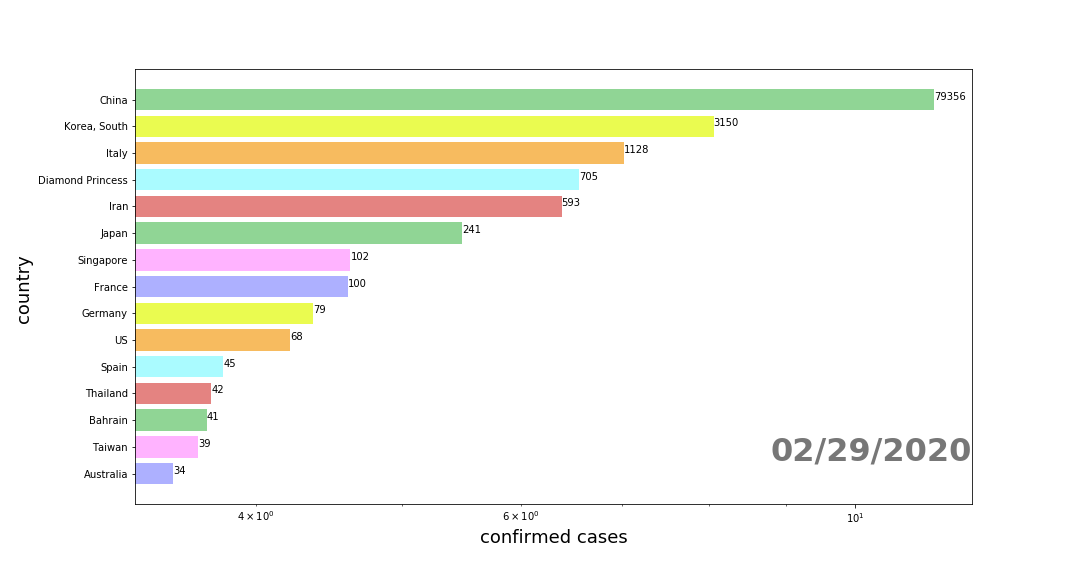 China 79356
Korea, South 3150
Italy 1128
Diamond Princess 705
Iran 593
Japan 241
Singapore 102
France 100
Germany 79
US 68
Spain 45
Thailand 42
Bahrain 41
Taiwan 39
Australia 34
02/29/2020
country
4 × 10⁰ 6 × 10⁰ 10¹
confirmed cases